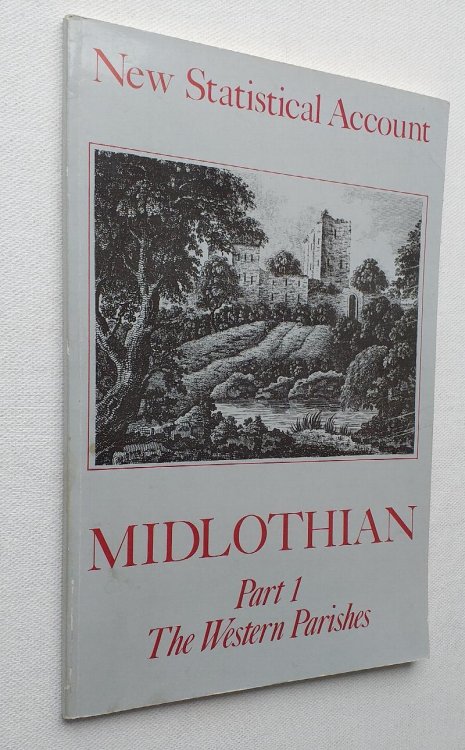 New Statistical Account
MIDLOTHIAN
Part 1
The Western Parishes